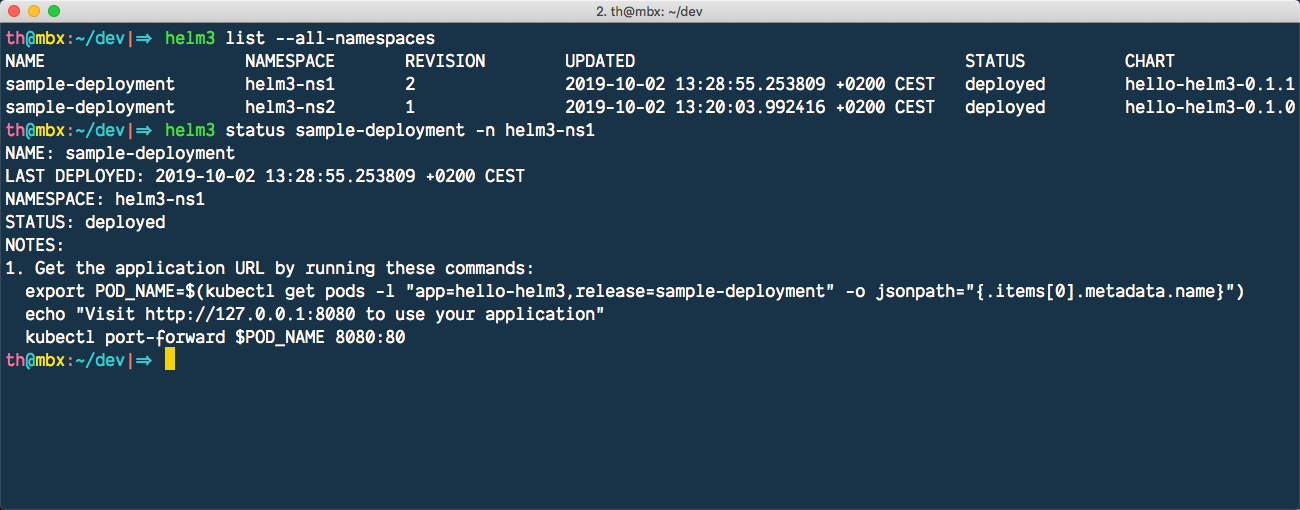 2. th@mbx: ~/dev
th@mbx:~/dev|⇒ helm3 list --all-namespaces
NAME NAMESPACE REVISION UPDATED STATUS CHART
sample-deployment helm3-ns1 2 2019-10-02 13:28:55.253809 +0200 CEST deployed hello-helm3-0.1.1
sample-deployment helm3-ns2 1 2019-10-02 13:20:03.992416 +0200 CEST deployed hello-helm3-0.1.0
th@mbx:~/dev|⇒ helm3 status sample-deployment -n helm3-ns1
NAME: sample-deployment
LAST DEPLOYED: 2019-10-02 13:28:55.253809 +0200 CEST
NAMESPACE: helm3-ns1
STATUS: deployed
NOTES:
1. Get the application URL by running these commands:
export POD_NAME=$(kubectl get pods -l "app=hello-helm3,release=sample-deployment" -o jsonpath="{.items[0].metadata.name}")
echo "Visit http://127.0.0.1:8080 to use your application"
kubectl port-forward $POD_NAME 8080:80
th@mbx:~/dev|⇒